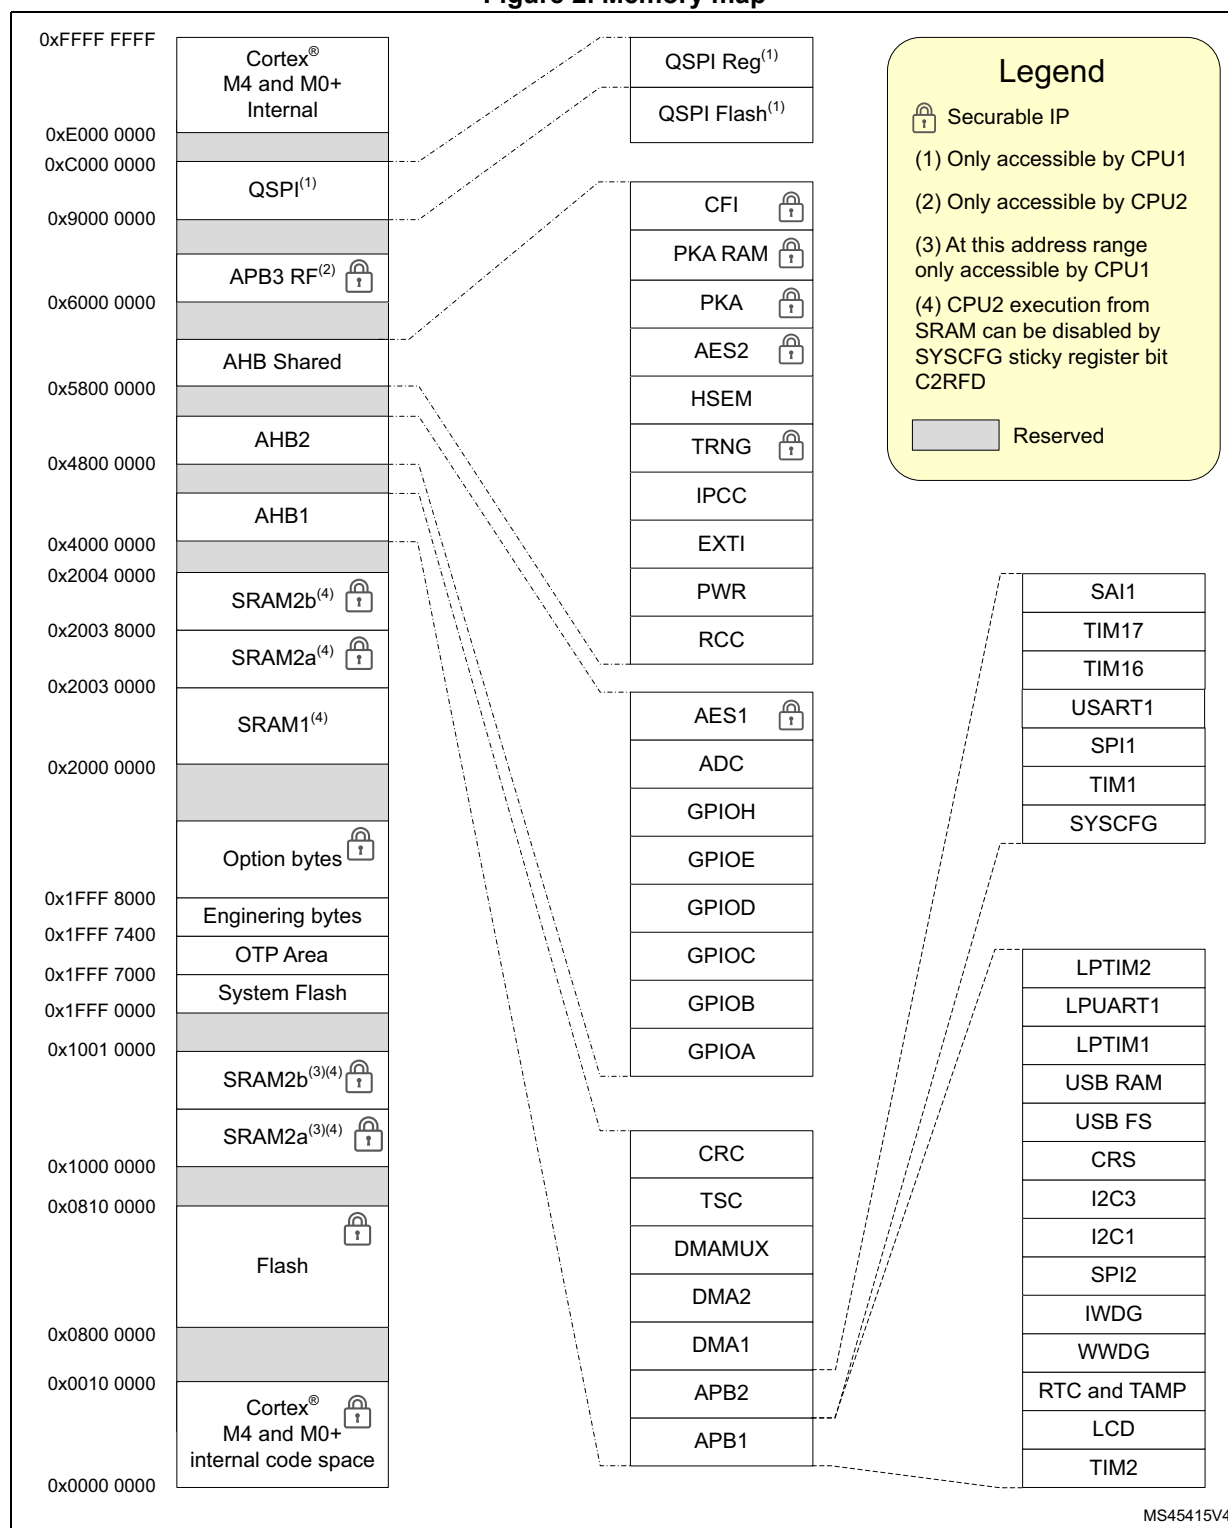 Figure 2. Memory map
0xFFFF FFFF
Cortex®
M4 and M0+
Internal
0xE000 0000
0xC000 0000
QSPI(1)
0x9000 0000
APB3 RF(2)
0x6000 0000
AHB Shared
0x5800 0000
AHB2
0x4800 0000
AHB1
0x4000 0000
0x2004 0000
SRAM2b(4)
0x2003 8000
SRAM2a(4)
0x2003 0000
SRAM1(4)
0x2000 0000
Option bytes
0x1FFF 8000
Enginering bytes
0x1FFF 7400
OTP Area
0x1FFF 7000
System Flash
0x1FFF 0000
0x1001 0000
SRAM2b(3)(4)
SRAM2a(3)(4)
0x1000 0000
0x0810 0000
Flash
0x0800 0000
0x0010 0000
Cortex®
M4 and M0+
internal code space
0x0000 0000
QSPI Reg(1)
QSPI Flash(1)
CFI
PKA RAM
PKA
AES2
HSEM
TRNG
IPCC
EXTI
PWR
RCC
AES1
ADC
GPIOH
GPIOE
GPIOD
GPIOC
GPIOB
GPIOA
CRC
TSC
DMAMUX
DMA2
DMA1
APB2
APB1
Legend
Securable IP
(1) Only accessible by CPU1
(2) Only accessible by CPU2
(3) At this address range
only accessible by CPU1
(4) CPU2 execution from
SRAM can be disabled by
SYSCFG sticky register bit
C2RFD
Reserved
SAI1
TIM17
TIM16
USART1
SPI1
TIM1
SYSCFG
LPTIM2
LPUART1
LPTIM1
USB RAM
USB FS
CRS
I2C3
I2C1
SPI2
IWDG
WWDG
RTC and TAMP
LCD
TIM2
MS45415V4